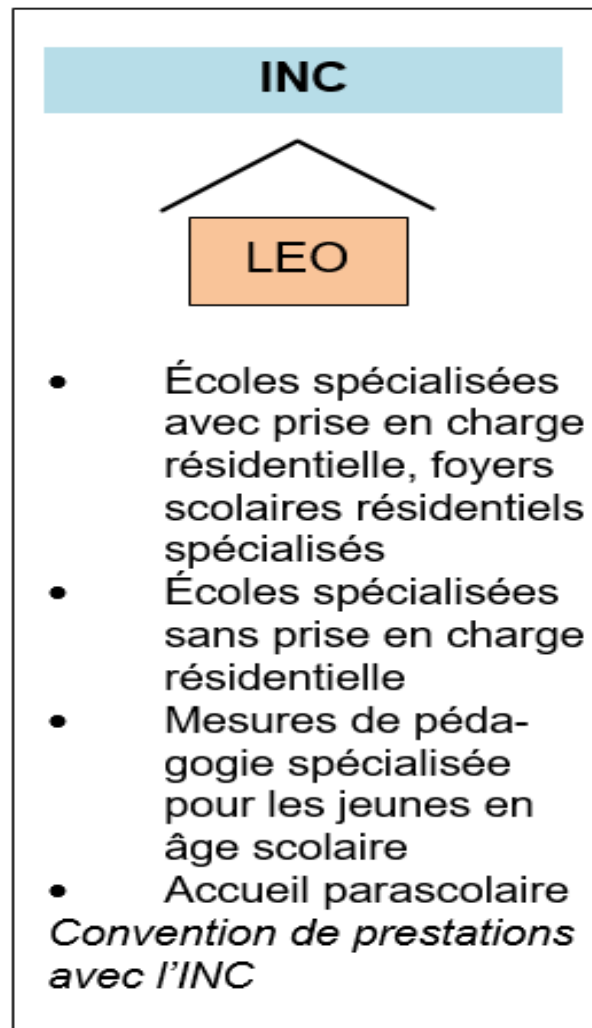 INC
LEO
• Écoles spécialisées
avec prise en charge
résidentielle, foyers
scolaires résidentiels
spécialisés
• Écoles spécialisées
sans prise en charge
résidentielle
• Mesures de péda-
gogie spécialisée
pour les jeunes en
âge scolaire
• Accueil parascolaire
Convention de prestations
avec l'INC